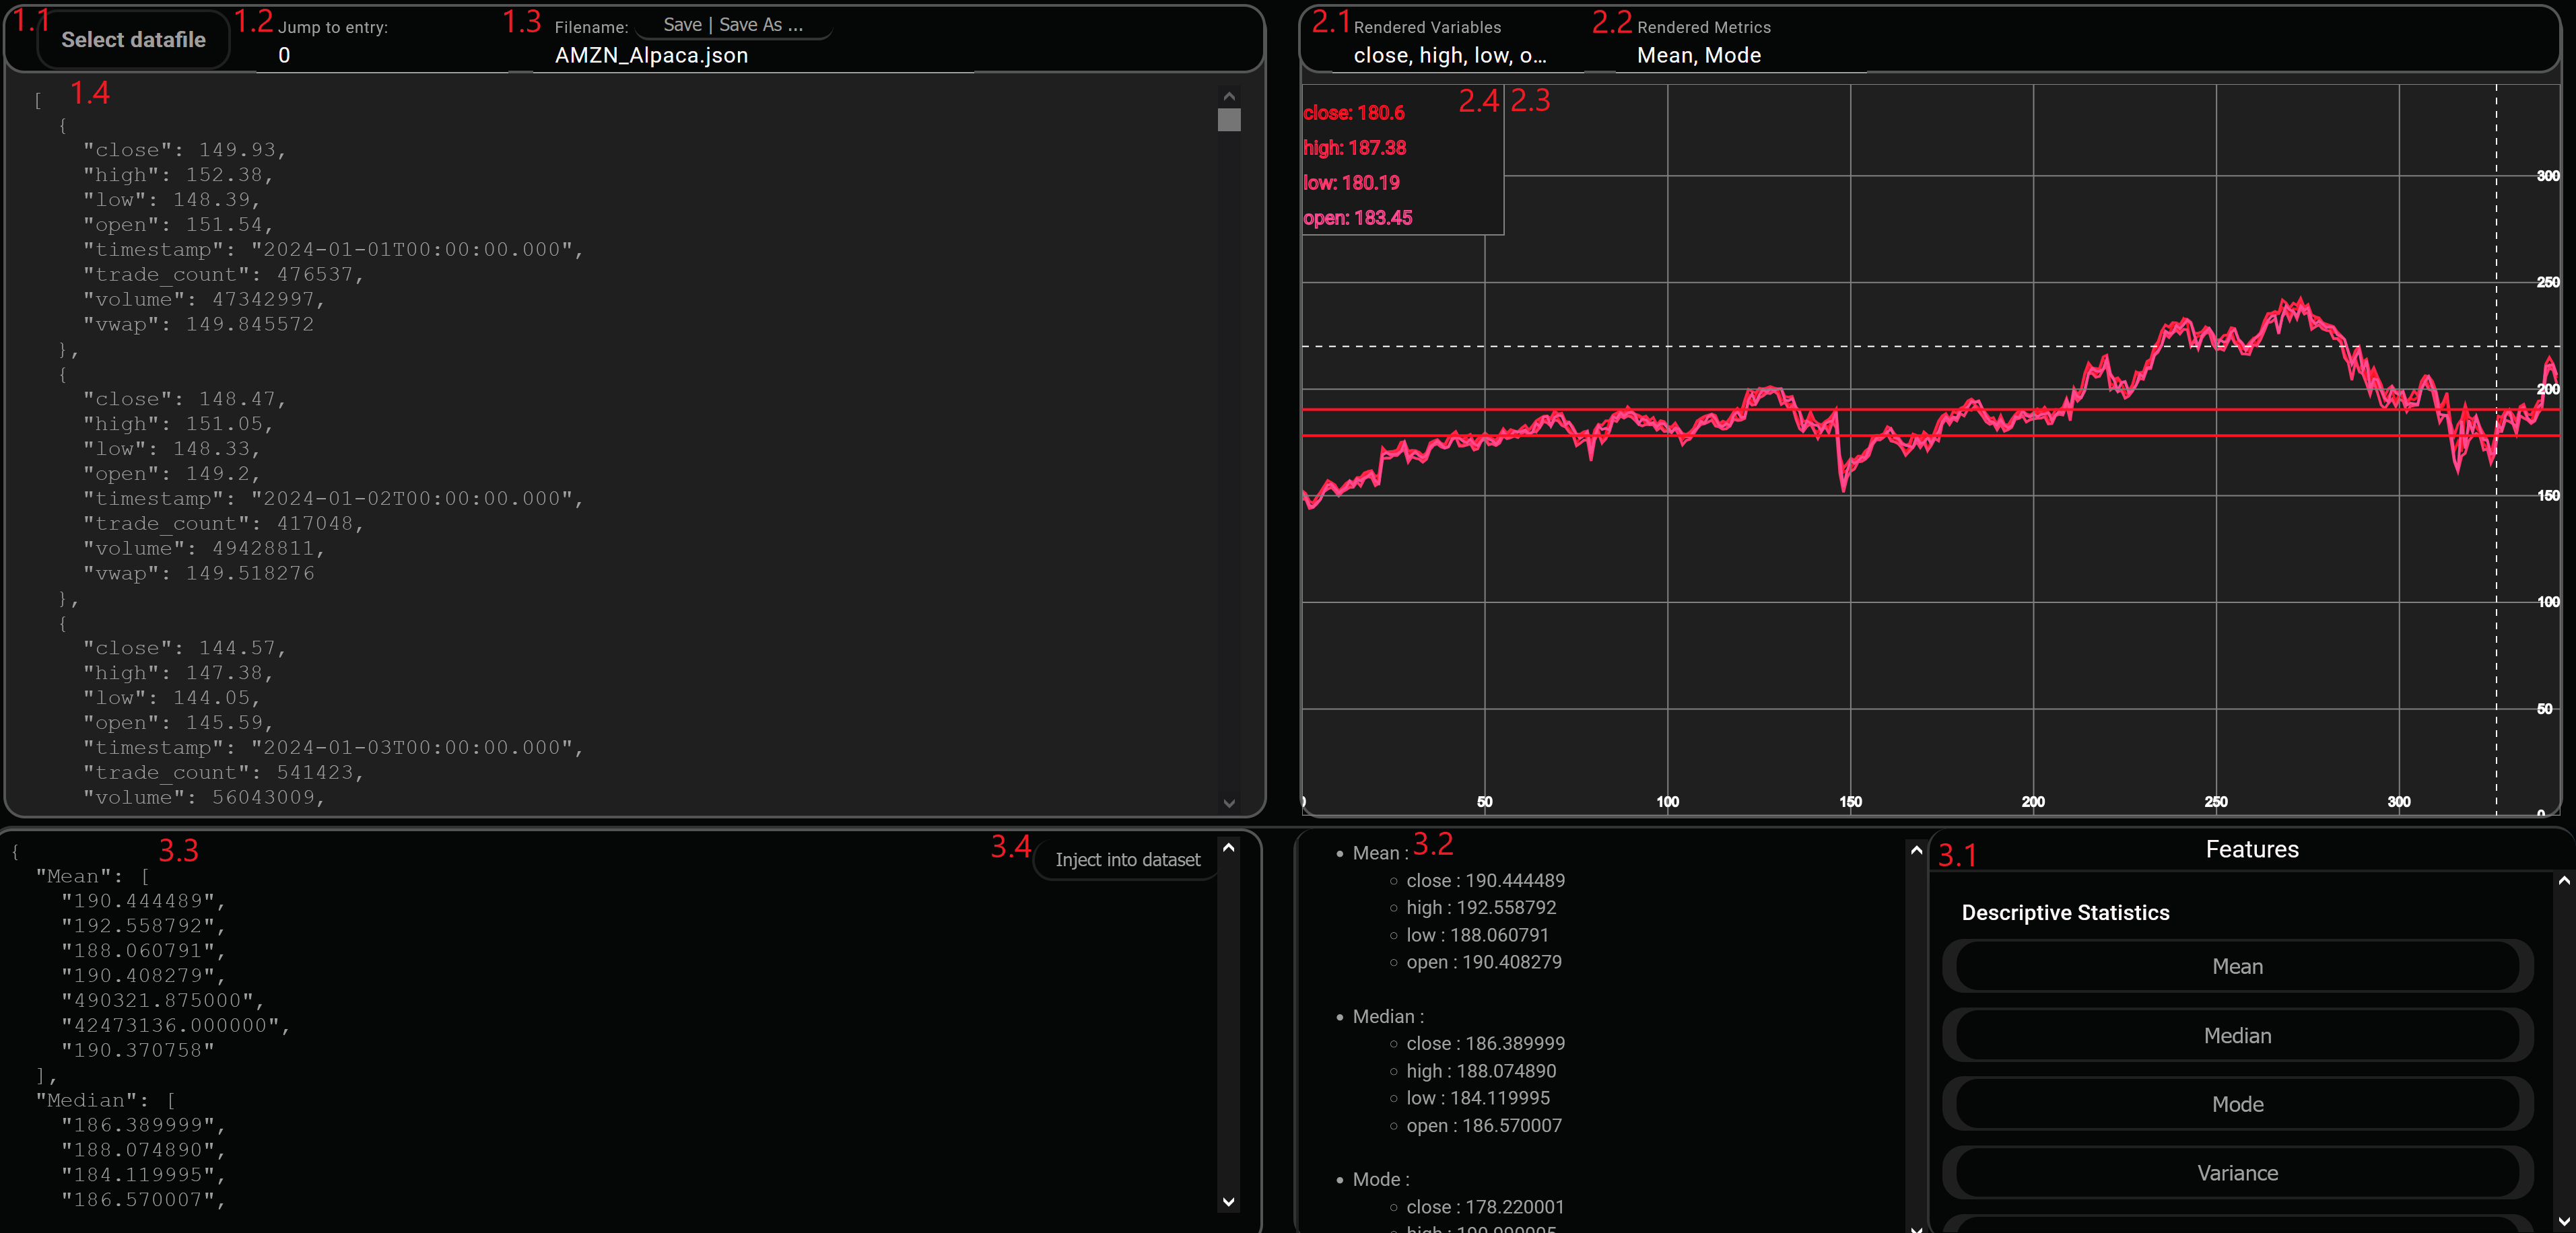 1.1
Select datafile
1.2
Jump to entry:
0
1.3
Filename:
Save | Save As ...
AMZN_Alpaca.json
1.4
[
{
"close": 149.93,
"high": 152.38,
"low": 148.39,
"open": 151.54,
"timestamp": "2024-01-01T00:00:00.000",
"trade_count": 476537,
"volume": 47342997,
"vwap": 149.845572
},
{
"close": 148.47,
"high": 151.05,
"low": 148.33,
"open": 149.2,
"timestamp": "2024-01-02T00:00:00.000",
"trade_count": 417048,
"volume": 49428811,
"vwap": 149.518276
},
{
"close": 144.57,
"high": 147.38,
"low": 144.05,
"open": 145.59,
"timestamp": "2024-01-03T00:00:00.000",
"trade_count": 541423,
"volume": 56043009,
2.1
Rendered Variables
close, high, low, o...
2.2
Rendered Metrics
Mean, Mode
2.4
2.3
close: 180.6
high: 187.38
low: 180.19
open: 183.45
300
250
200
150
100
50
0
0
50
100
150
200
250
300
3.3
3.4
Inject into dataset
{
"Mean": [
"190.444489",
"192.558792",
"188.060791",
"190.408279",
"490321.875000",
"42473136.000000",
"190.370758"
],
"Median": [
"186.389999",
"188.074890",
"184.119995",
"186.570007",
3.2
Mean :
close : 190.444489
high : 192.558792
low : 188.060791
open : 190.408279
Median :
close : 186.389999
high : 188.074890
low : 184.119995
open : 186.570007
Mode :
close : 178.220001
3.1
Features
Descriptive Statistics
Mean
Median
Mode
Variance